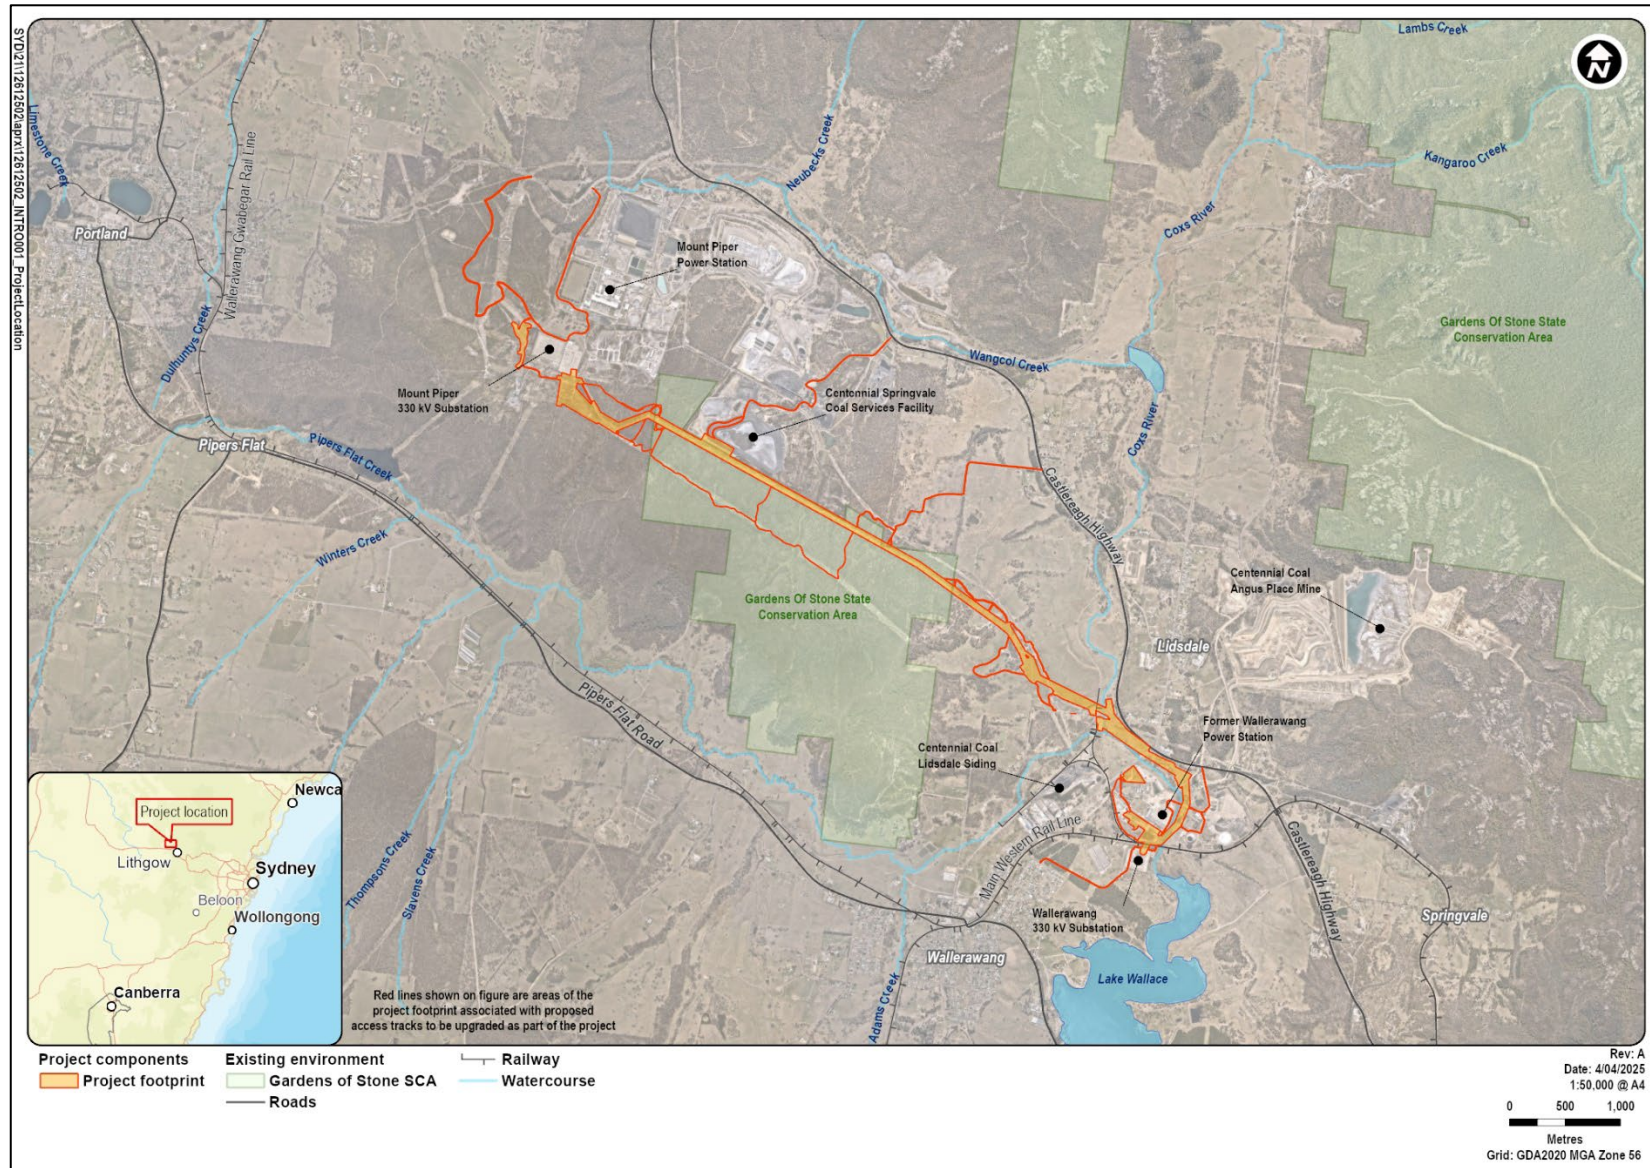 SYD\21\12612502\aprx\12612502_INTRO001_ProjectLocation
N
Lambs Creek
Limestone Creek
Wallerawang Gwabegar Rail Line
Neubecks Creek
Kangaroo Creek
Coxs River
Portland
Mount Piper
Power Station
Dulhuntys Creek
Gardens Of Stone State
Conservation Area
Wangcol Creek
Mount Piper
330 kV Substation
Centennial Springvale
Coal Services Facility
Coxs River
Pipers Flat
Pipers Flat Creek
Castlereagh Highway
Winters Creek
Centennial Coal
Angus Place Mine
Gardens Of Stone State
Conservation Area
Lidsdale
Pipers Flat Road
Former Wallerawang
Power Station
Centennial Coal
Lidsdale Siding
Main Western Rail Line
Castlereagh Highway
Thompsons Creek
Slavens Creek
Wallerawang
330 kV Substation
Springvale
Wallerawang
Lake Wallace
Adams Creek
Newca
Project location
Lithgow
Sydney
Beloon
Wollongong
Canberra
Red lines shown on figure are areas of the
project footprint associated with proposed
access tracks to be upgraded as part of the project
Project components
Project footprint
Existing environment
Gardens of Stone SCA
Roads
Railway
Watercourse
Rev: A
Date: 4/04/2025
1:50,000 @ A4
0 500 1,000
Metres
Grid: GDA2020 MGA Zone 56